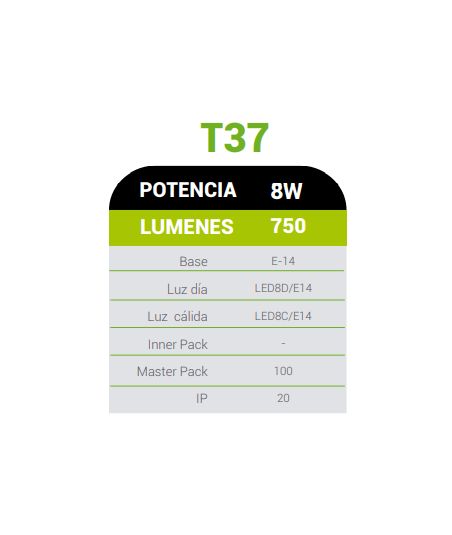 T37
POTENCIA 8W
LUMENES 750
Base E-14
Luz día LED8D/E14
Luz cálida LED8C/E14
Inner Pack -
Master Pack 100
IP 20